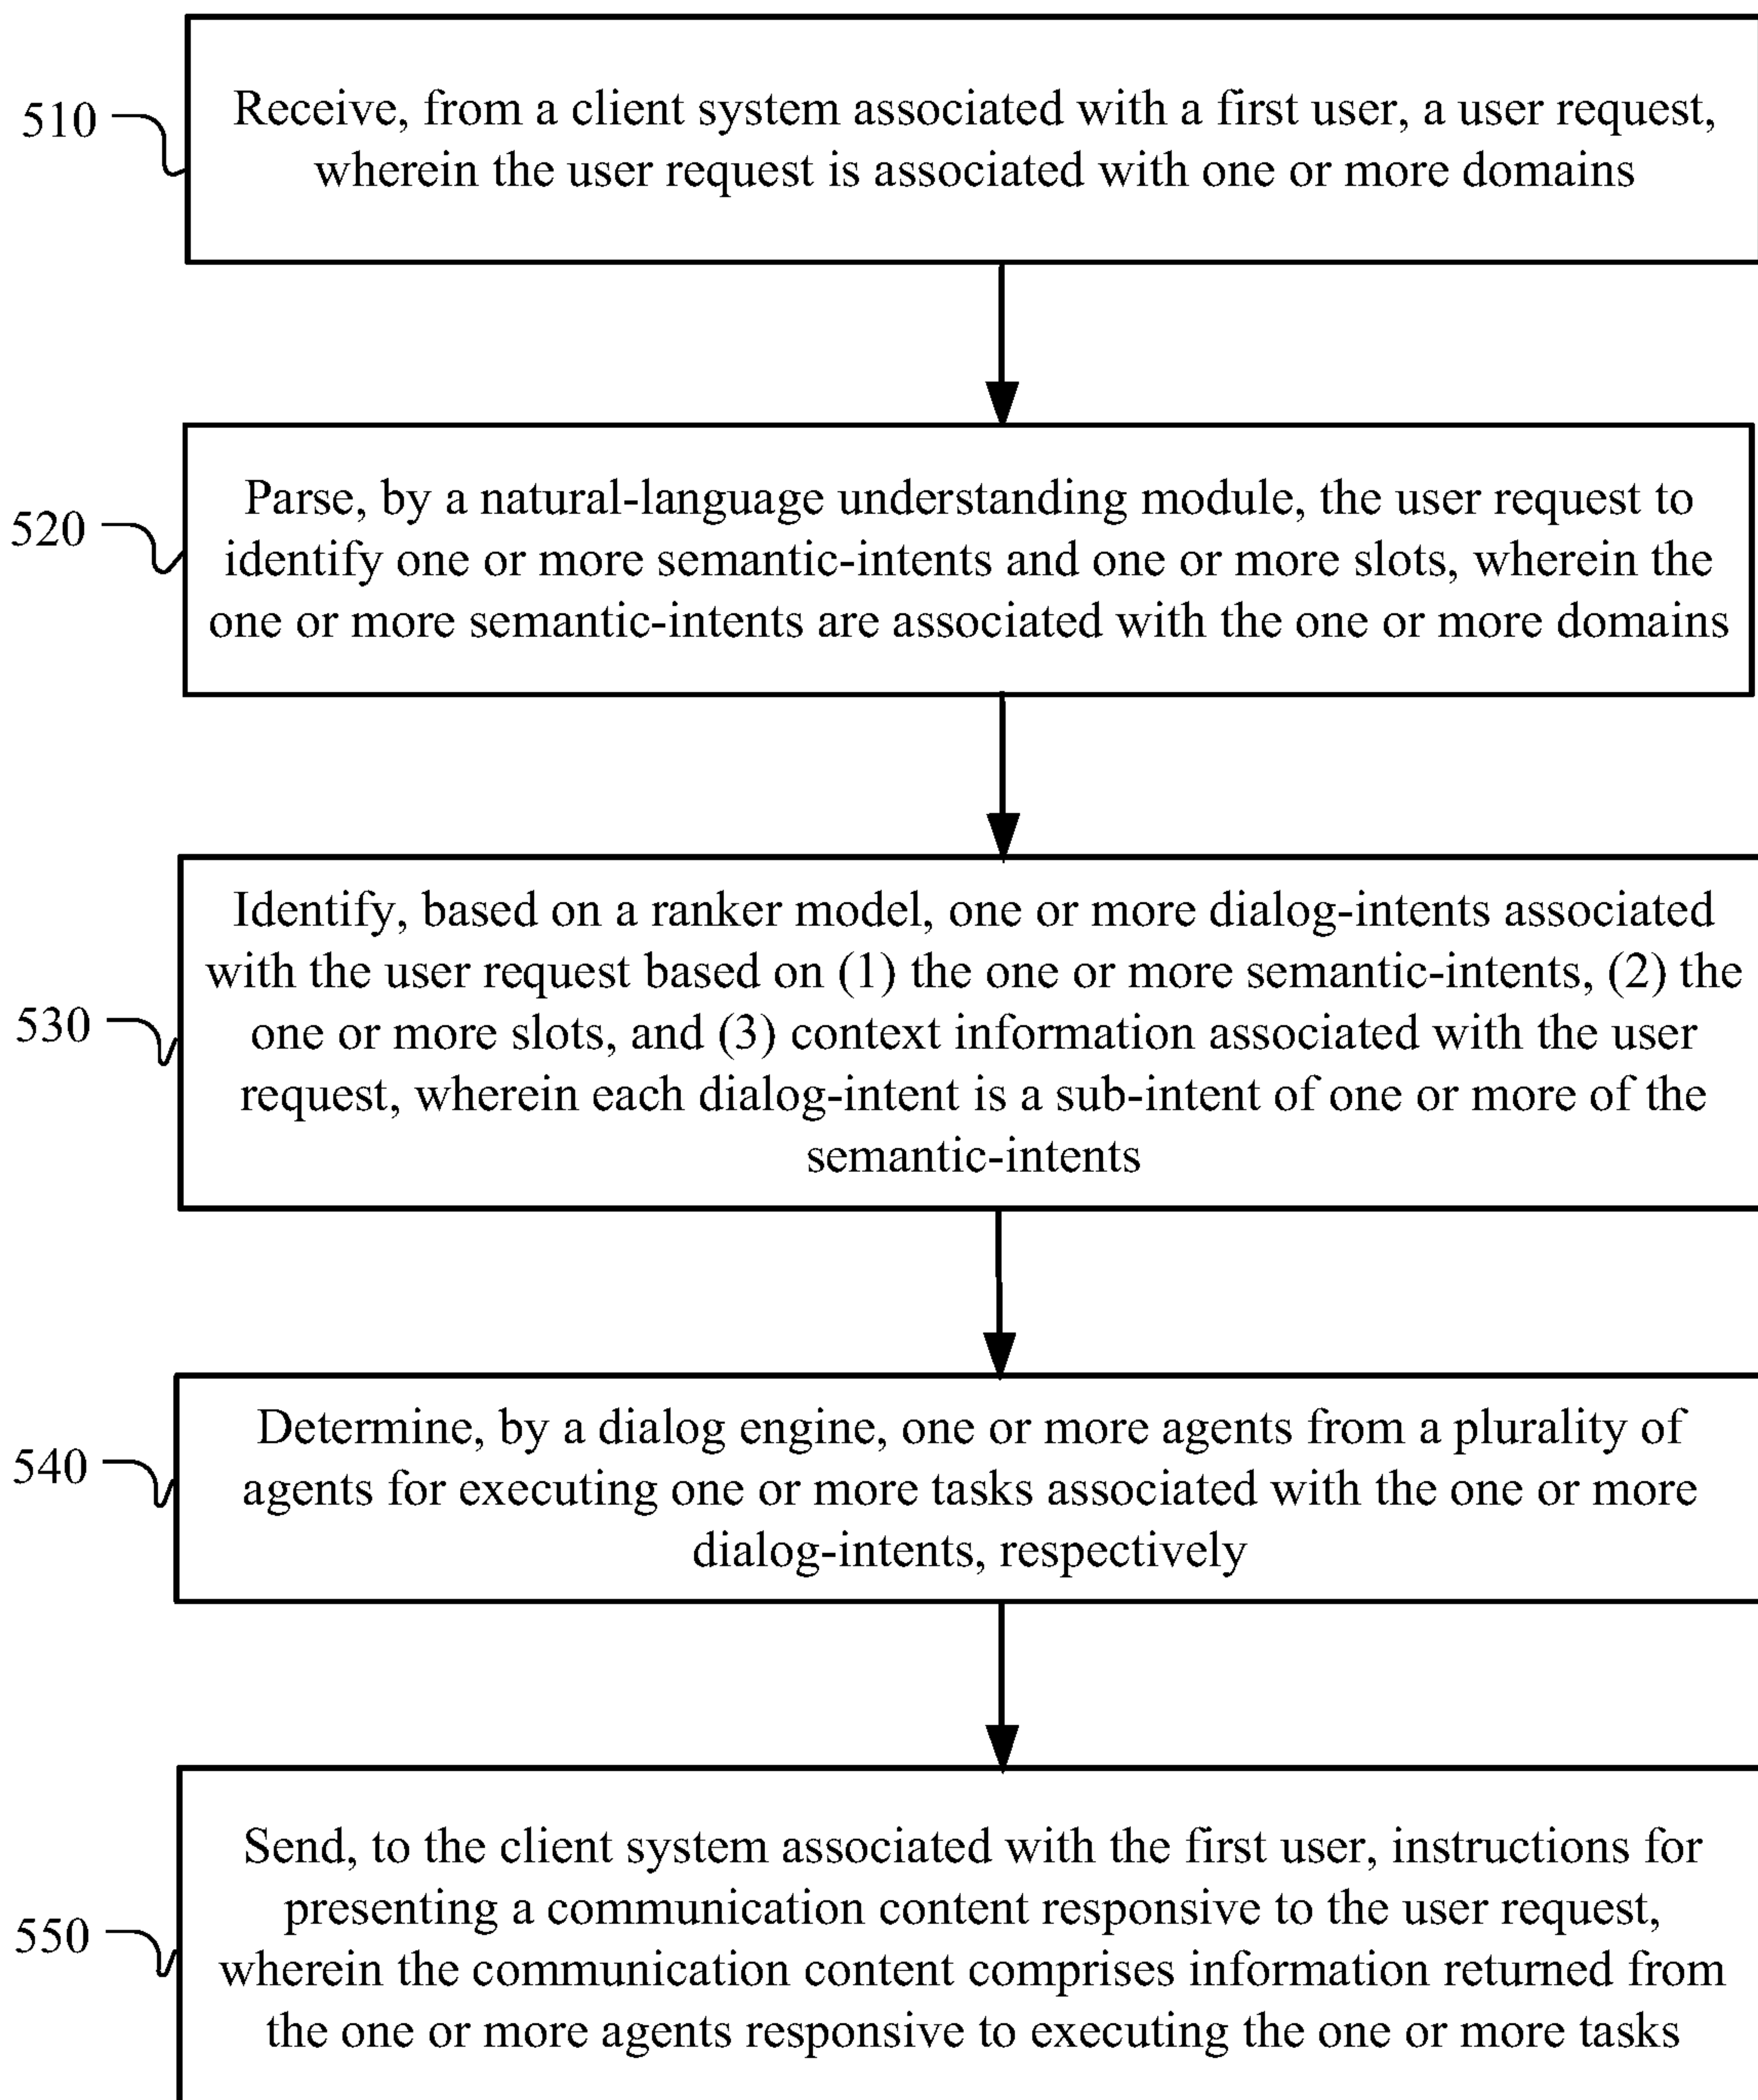 510
Receive, from a client system associated with a first user, a user request,
wherein the user request is associated with one or more domains
520
Parse, by a natural-language understanding module, the user request to
identify one or more semantic-intents and one or more slots, wherein the
one or more semantic-intents are associated with the one or more domains
530
Identify, based on a ranker model, one or more dialog-intents associated
with the user request based on (1) the one or more semantic-intents, (2) the
one or more slots, and (3) context information associated with the user
request, wherein each dialog-intent is a sub-intent of one or more of the
semantic-intents
540
Determine, by a dialog engine, one or more agents from a plurality of
agents for executing one or more tasks associated with the one or more
dialog-intents, respectively
550
Send, to the client system associated with the first user, instructions for
presenting a communication content responsive to the user request,
wherein the communication content comprises information returned from
the one or more agents responsive to executing the one or more tasks